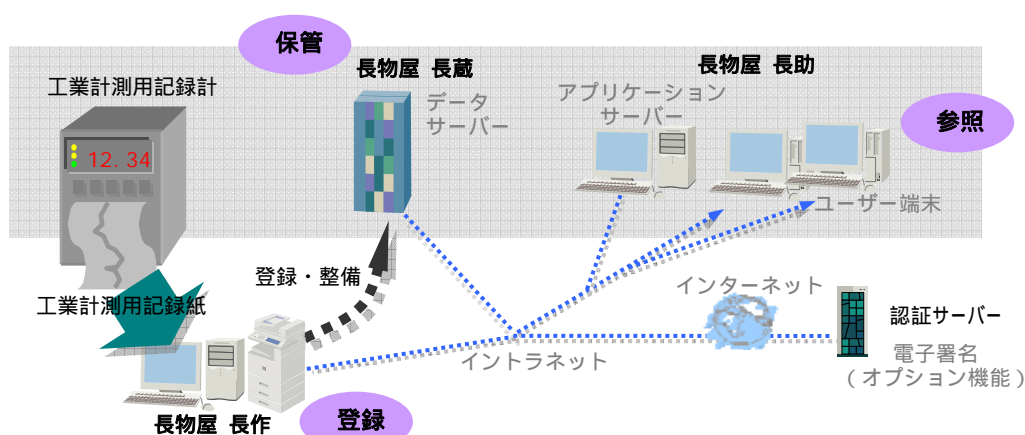 保管
長物屋 長蔵
長物屋 長助
工業計測用記録計
データ
サーバー
アプリケーション
サーバー
参照
12.34
ユーザー端末
登録・整備
インターネット
工業計測用記録紙
認証サーバー
イントラネット
電子署名
(オプション機能)
長物屋 長作
登録